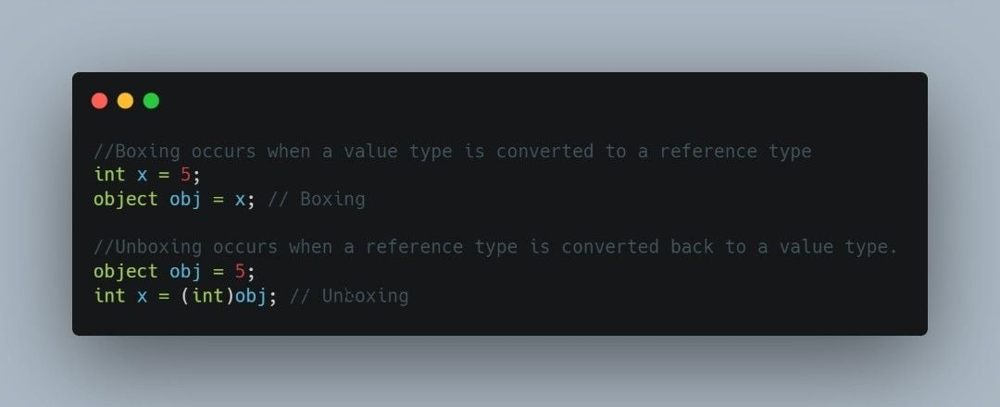 //Boxing occurs when a value type is converted to a reference type
int x = 5;
object obj = x; // Boxing
//Unboxing occurs when a reference type is converted back to a value type.
object obj = 5;
int x = (int)obj; // Unboxing